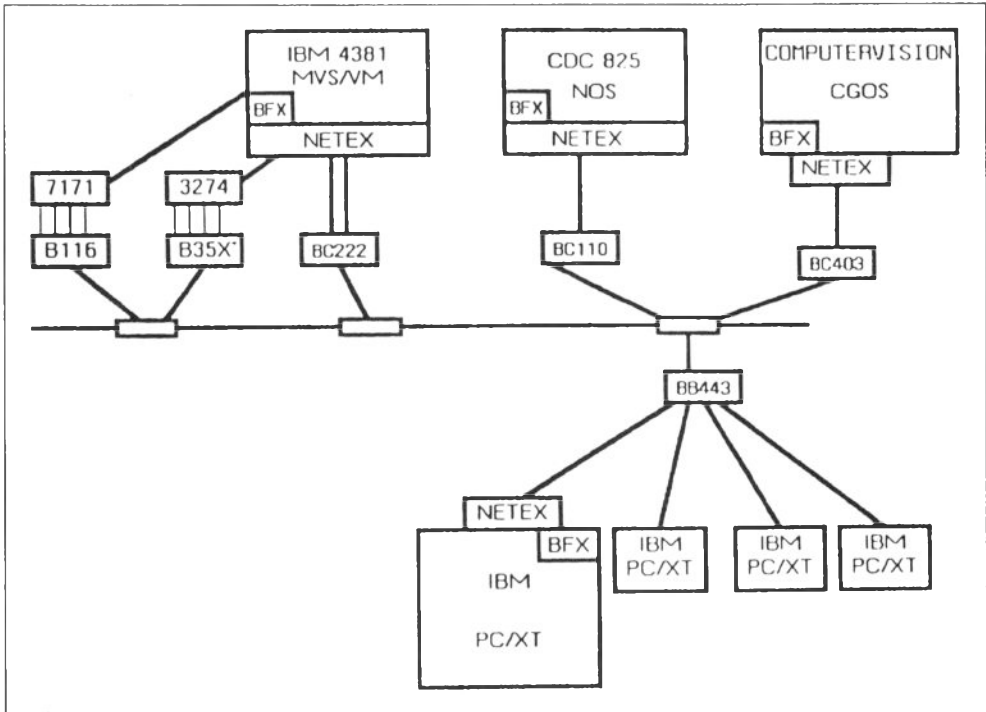 IBM 4381
MVS/VM
BFX
NETEX
CDC 825
NOS
BFX
NETEX
COMPUTERVISION
CGOS
BFX
NETEX
7171
3274
B116
B35X
BC222
BC110
BC403
BB443
NETEX
BFX
IBM
PC/XT
IBM
PC/XT
IBM
PC/XT
IBM
PC/XT